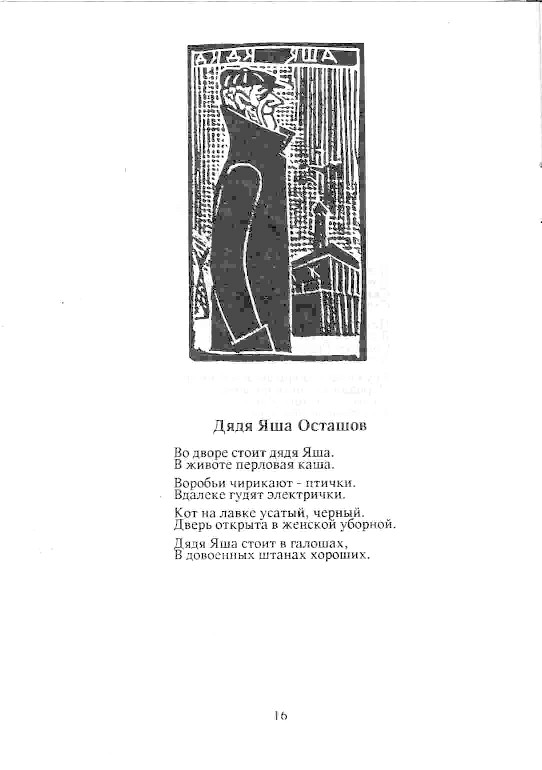 ДЯДЯ ЯША
Дядя Яша Осташов
Во дворе стоит дядя Яша.
В животе перловая каша.
Воробьи чирикают - птички.
Вдалеке гудят электрички.
Кот на лавке усатый, черный.
Дверь открыта в женской уборной.
Дядя Яша стоит в галошах,
В довоенных штанах хороших.
16